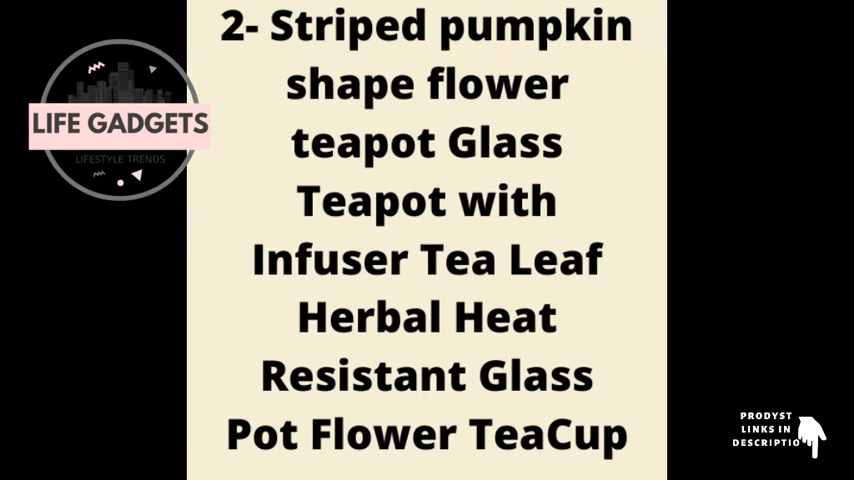 2- Striped pumpkin
shape flower
teapot Glass
Teapot with
Infuser Tea Leaf
Herbal Heat
Resistant Glass
Pot Flower TeaCup
LIFE GADGETS
LIFESTYLE TRENDS
PRODYST
LINKS IN
DESCRIPTIO